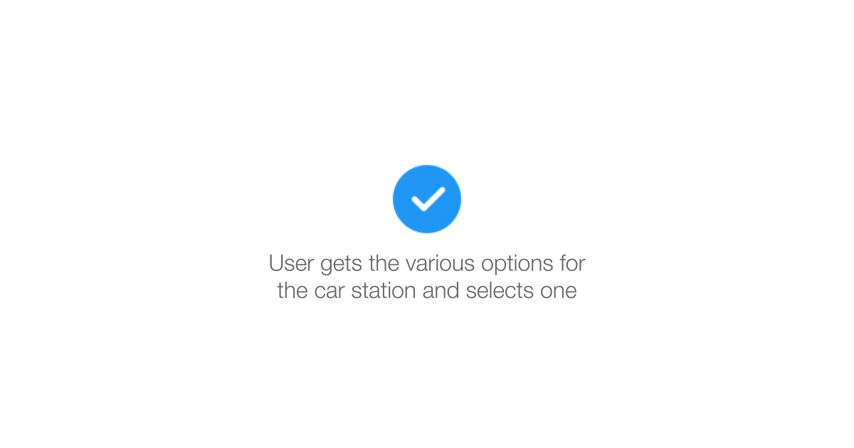 User gets the various options for
the car station and selects one